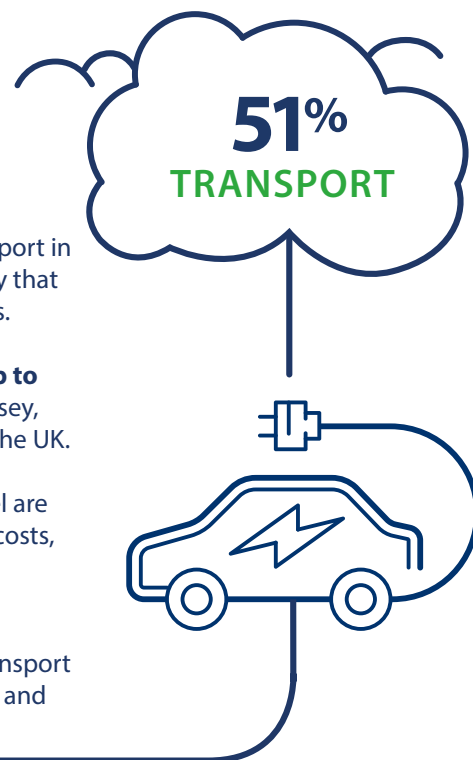 51%
TRANSPORT
port in
y that
s.
p to
sey,
he UK.
l are
costs,
nsport
and